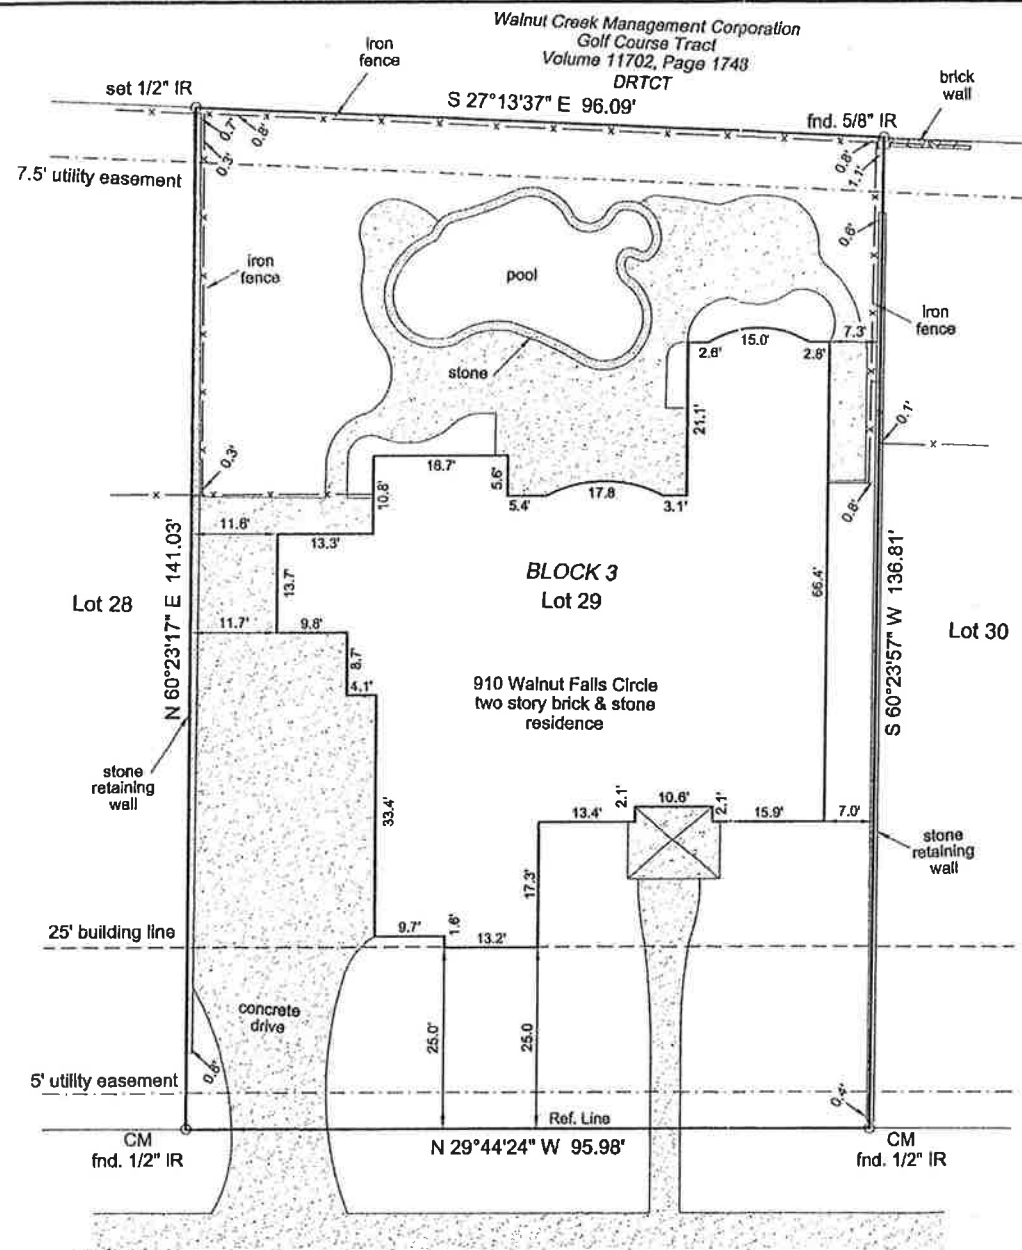 Walnut Creek Management Corporation
Golf Course Tract
Volume 11702, Page 1748
DRTCT
iron
fence
brick
wall
set 1/2" IR
S 27°13'37" E 96.09'
fnd. 5/8" IR
0.7'
0.8'
0.3'
0.8'
1.1'
7.5' utility easement
0.6'
iron
fence
pool
iron
fence
7.3'
15.0'
2.6'
2.8'
stone
21.1'
0.1'
0.3'
18.7'
5.6'
10.8'
5.4'
17.8
3.1'
0.8'
11.6'
13.3'
13.7'
BLOCK 3
Lot 29
66.4'
Lot 28
N 60°23'17" E 141.03'
S 60°23'57" W 136.81'
Lot 30
11.7'
9.8'
8.7'
4.1'
910 Walnut Falls Circle
two story brick & stone
residence
stone
retaining
wall
33.4'
13.4'
2.1'
10.6'
2.1'
15.9'
7.0'
stone
retaining
wall
17.3'
25' building line
9.7'
1.6'
13.2'
concrete
drive
25.0'
25.0
0.8'
5' utility easement
0.4'
Ref. Line
CM
fnd. 1/2" IR
N 29°44'24" W 95.98'
CM
fnd. 1/2" IR